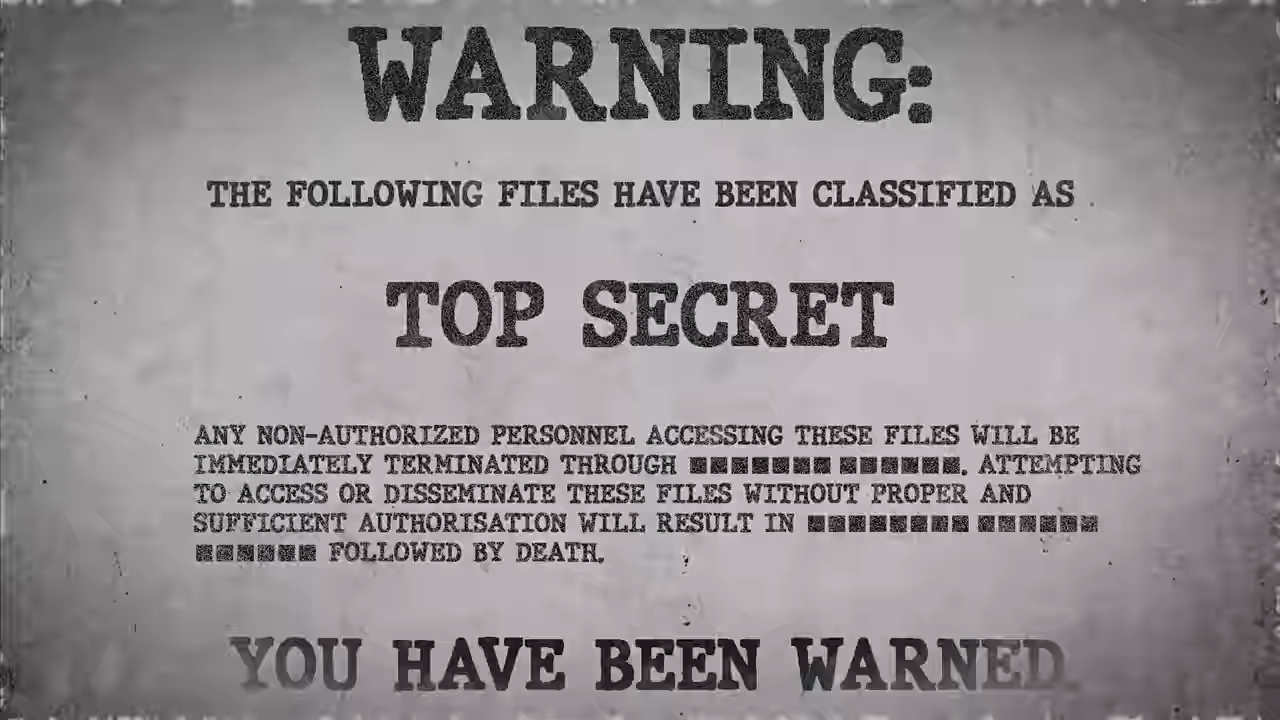 WARNING:
THE FOLLOWING FILES HAVE BEEN CLASSIFIED AS
TOP SECRET
ANY NON-AUTHORIZED PERSONNEL ACCESSING THESE FILES WILL BE
IMMEDIATELY TERMINATED THROUGH ■■■■■■■ ■■■■■■. ATTEMPTING
TO ACCESS OR DISSEMINATE THESE FILES WITHOUT PROPER AND
SUFFICIENT AUTHORISATION WILL RESULT IN ■■■■■■■■ ■■■■■■
■■■■■■ FOLLOWED BY DEATH.
YOU HAVE BEEN WARNED.